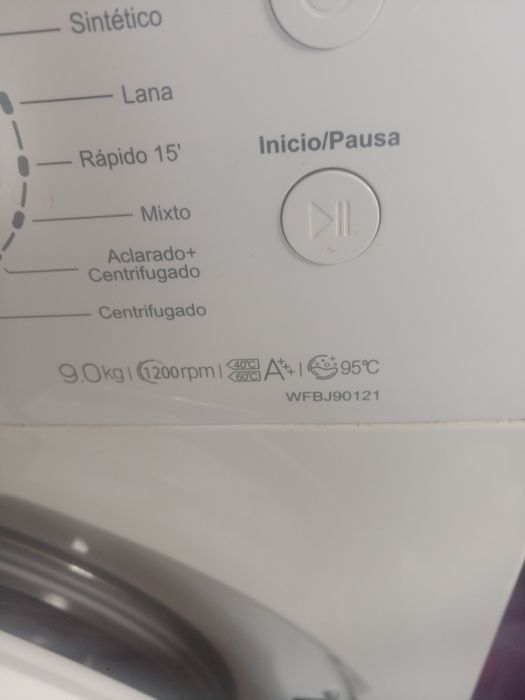 Sintético
Lana
Rápido 15'
Inicio/Pausa
Mixto
Aclarado+
Centrifugado
Centrifugado
9.0kg | 1200rpm | 40℃ 60℃ A+++ | 95℃
WFBJ90121